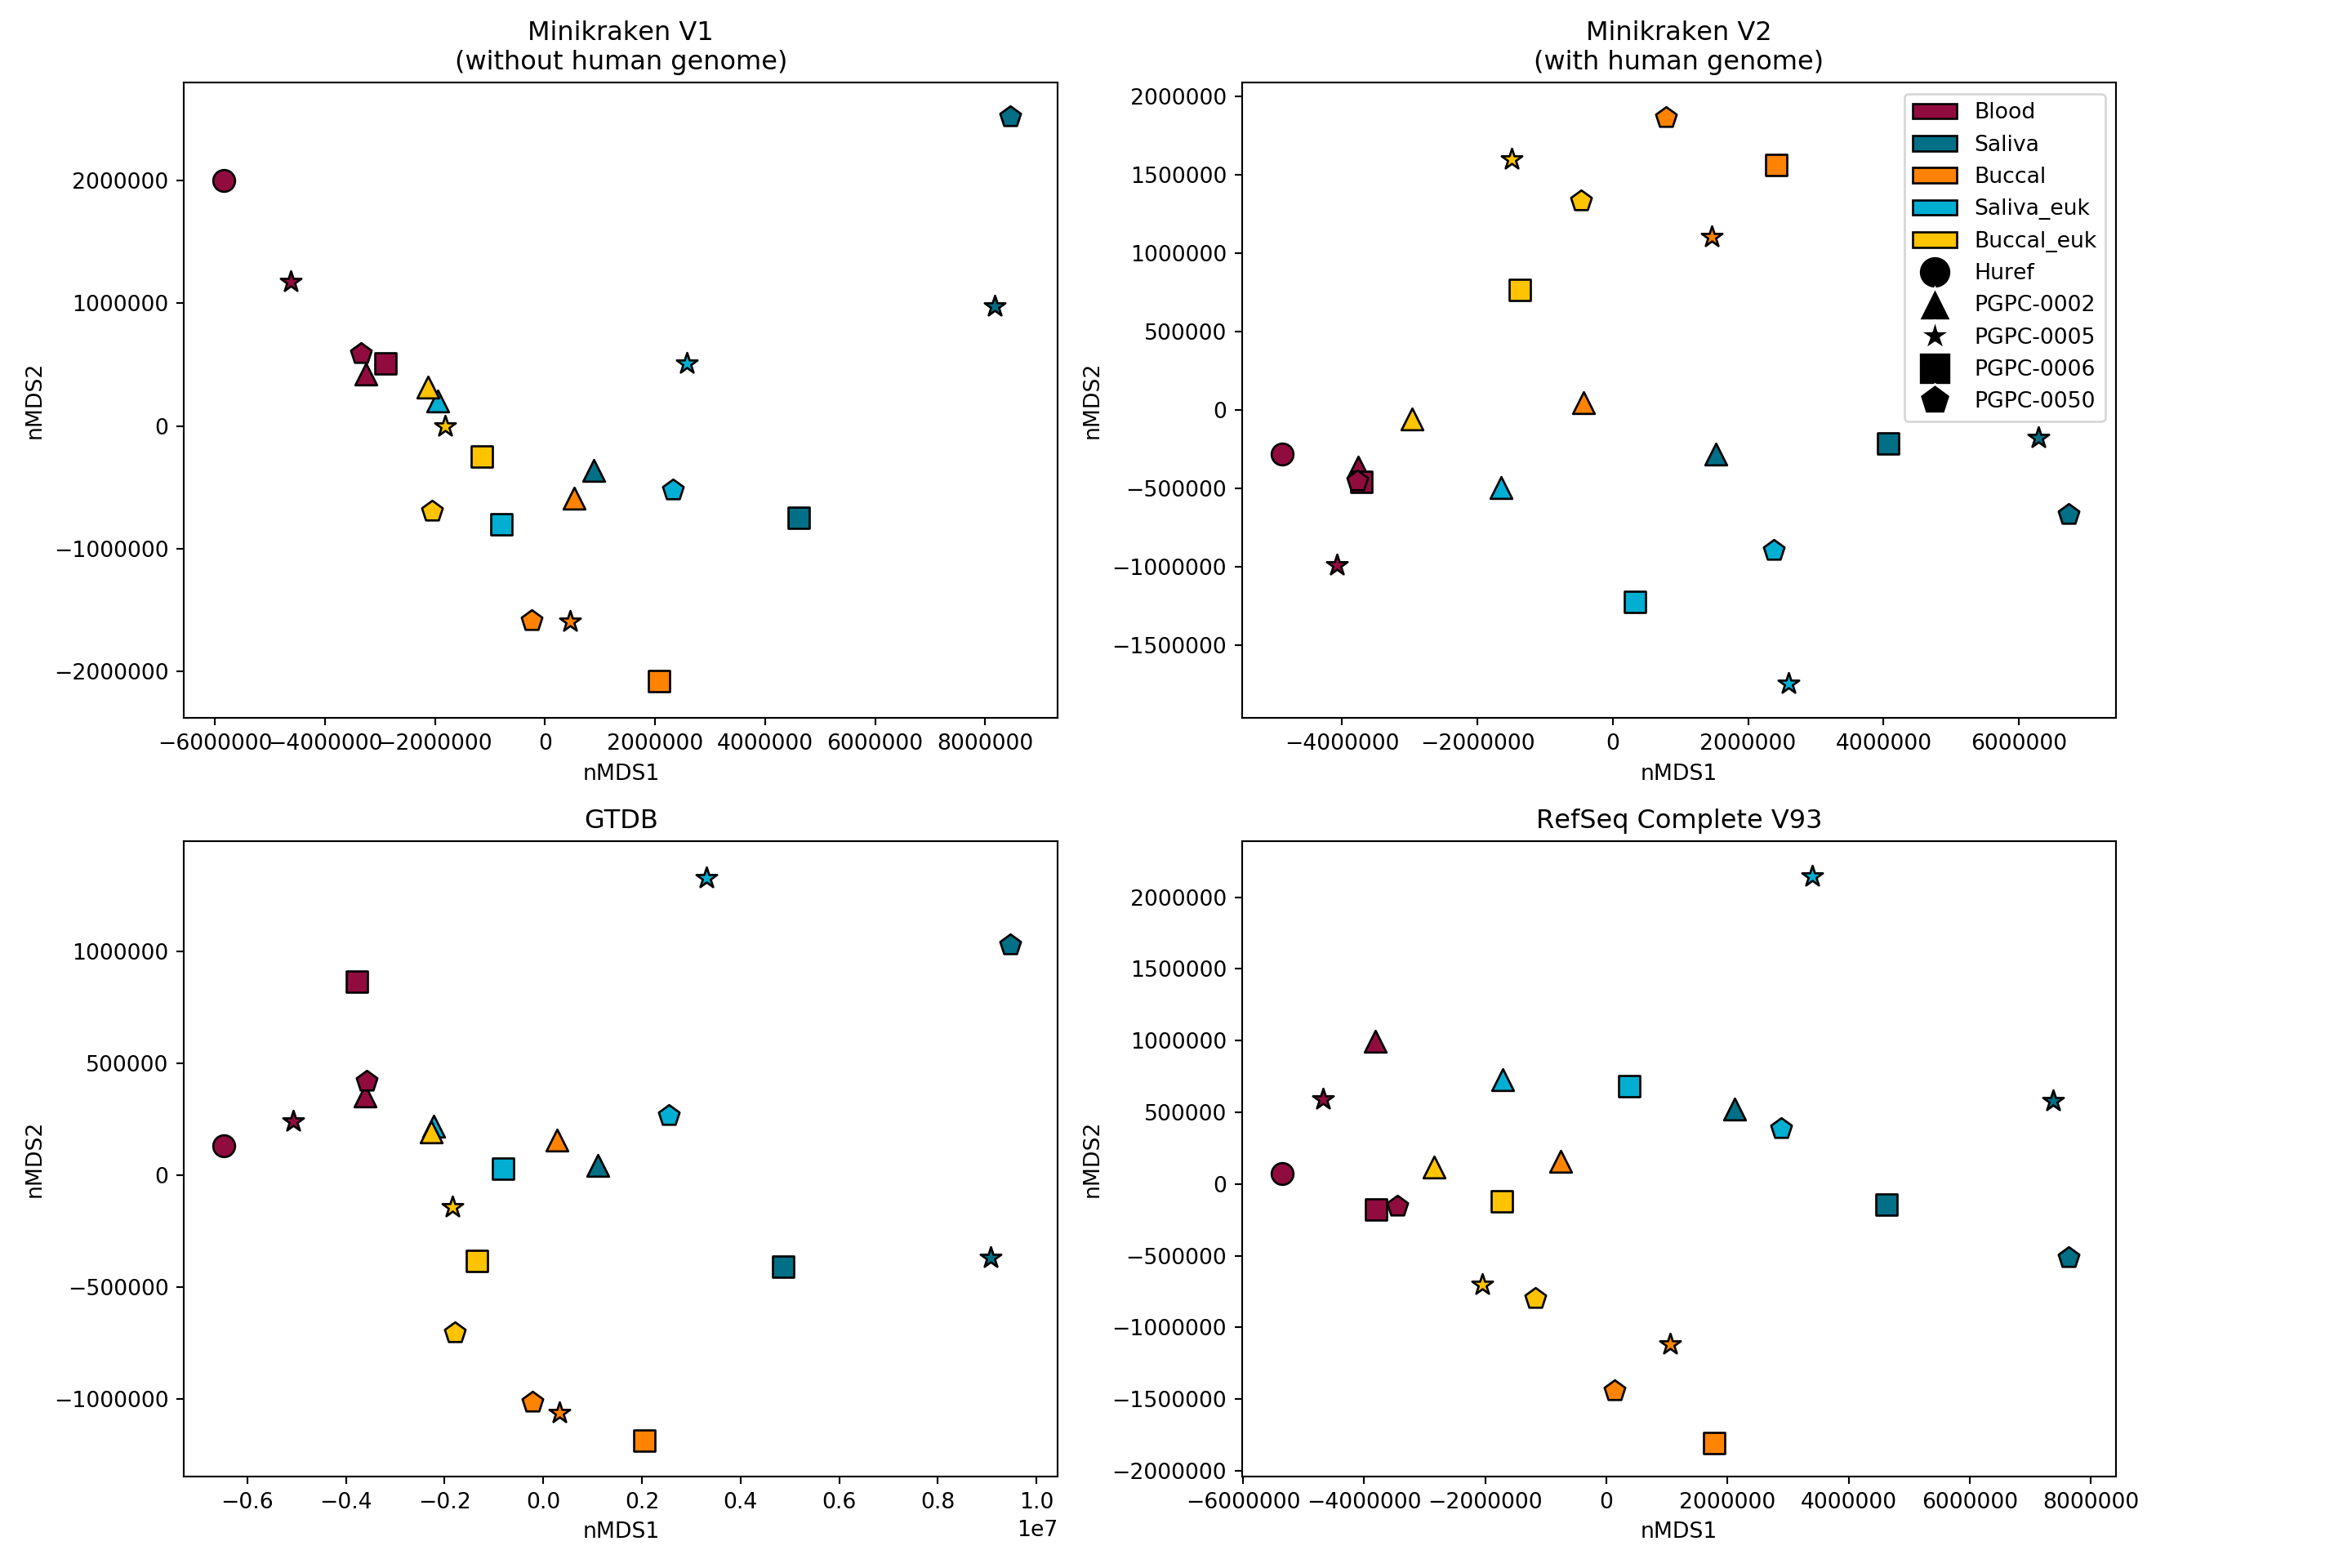 Minikraken V1
(without human genome)
nMDS2
2000000
1000000
0
−1000000
−2000000
−6000000 −4000000 −2000000 0 2000000 4000000 6000000 8000000
nMDS1
Minikraken V2
(with human genome)
nMDS2
2000000
1500000
1000000
500000
0
−500000
−1000000
−1500000
−4000000 −2000000 0 2000000 4000000 6000000
nMDS1
Blood
Saliva
Buccal
Saliva_euk
Buccal_euk
Huref
PGPC-0002
PGPC-0005
PGPC-0006
PGPC-0050
GTDB
nMDS2
1000000
500000
0
−500000
−1000000
−0.6 −0.4 −0.2 0.0 0.2 0.4 0.6 0.8 1.0
1e7
nMDS1
RefSeq Complete V93
nMDS2
2000000
1500000
1000000
500000
0
−500000
−1000000
−1500000
−2000000
−6000000 −4000000 −2000000 0 2000000 4000000 6000000 8000000
nMDS1